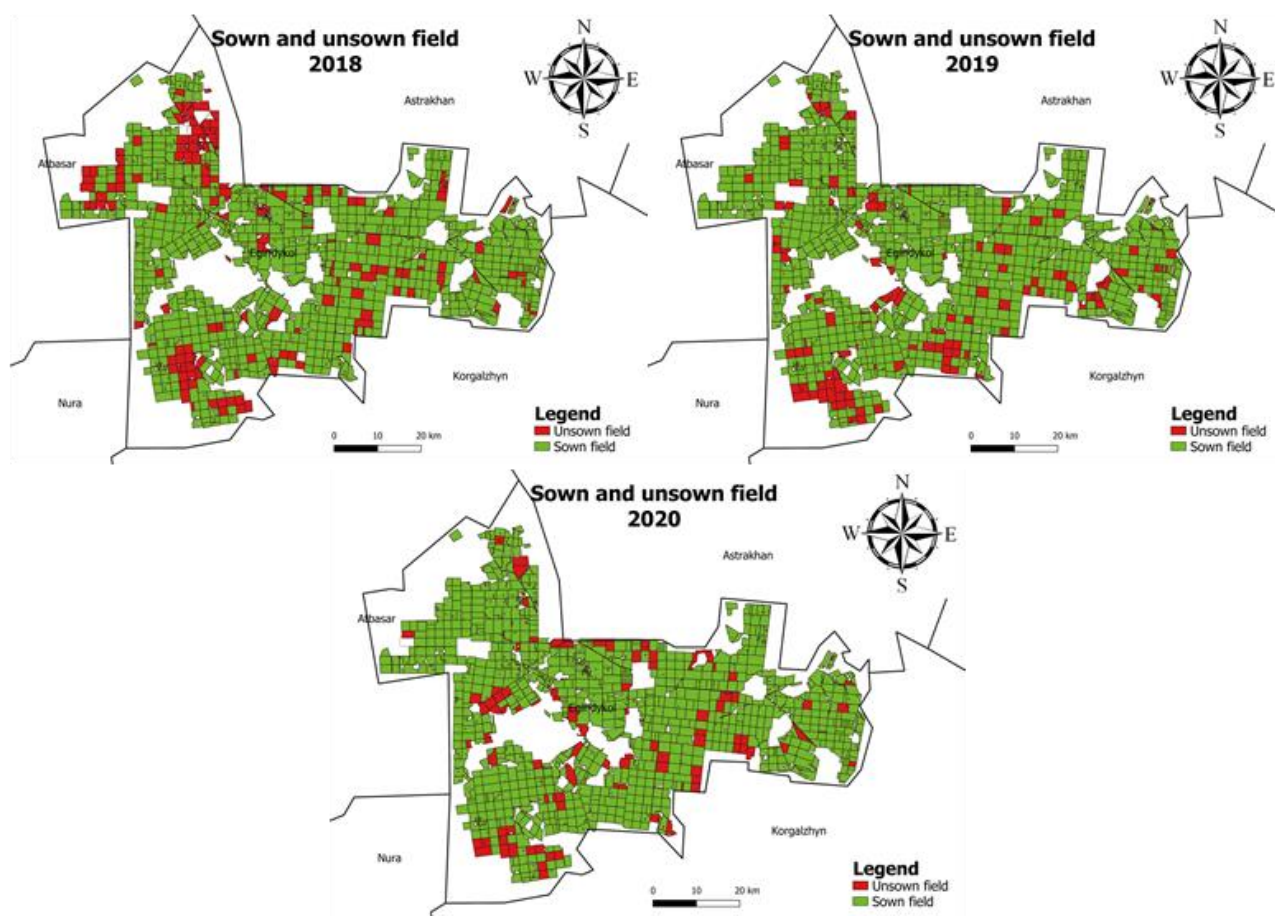 Sown and unsown field
2018
N
W E
S
Astrakhan
Atbasar
Egindykol
Korgalzhyn
Nura
Legend
Unsown field
Sown field
0 10 20 km
Sown and unsown field
2019
N
W E
S
Astrakhan
Atbasar
Egindykol
Korgalzhyn
Nura
Legend
Unsown field
Sown field
0 10 20 km
Sown and unsown field
2020
N
W E
S
Astrakhan
Atbasar
Egindykol
Korgalzhyn
Nura
Legend
Unsown field
Sown field
0 10 20 km